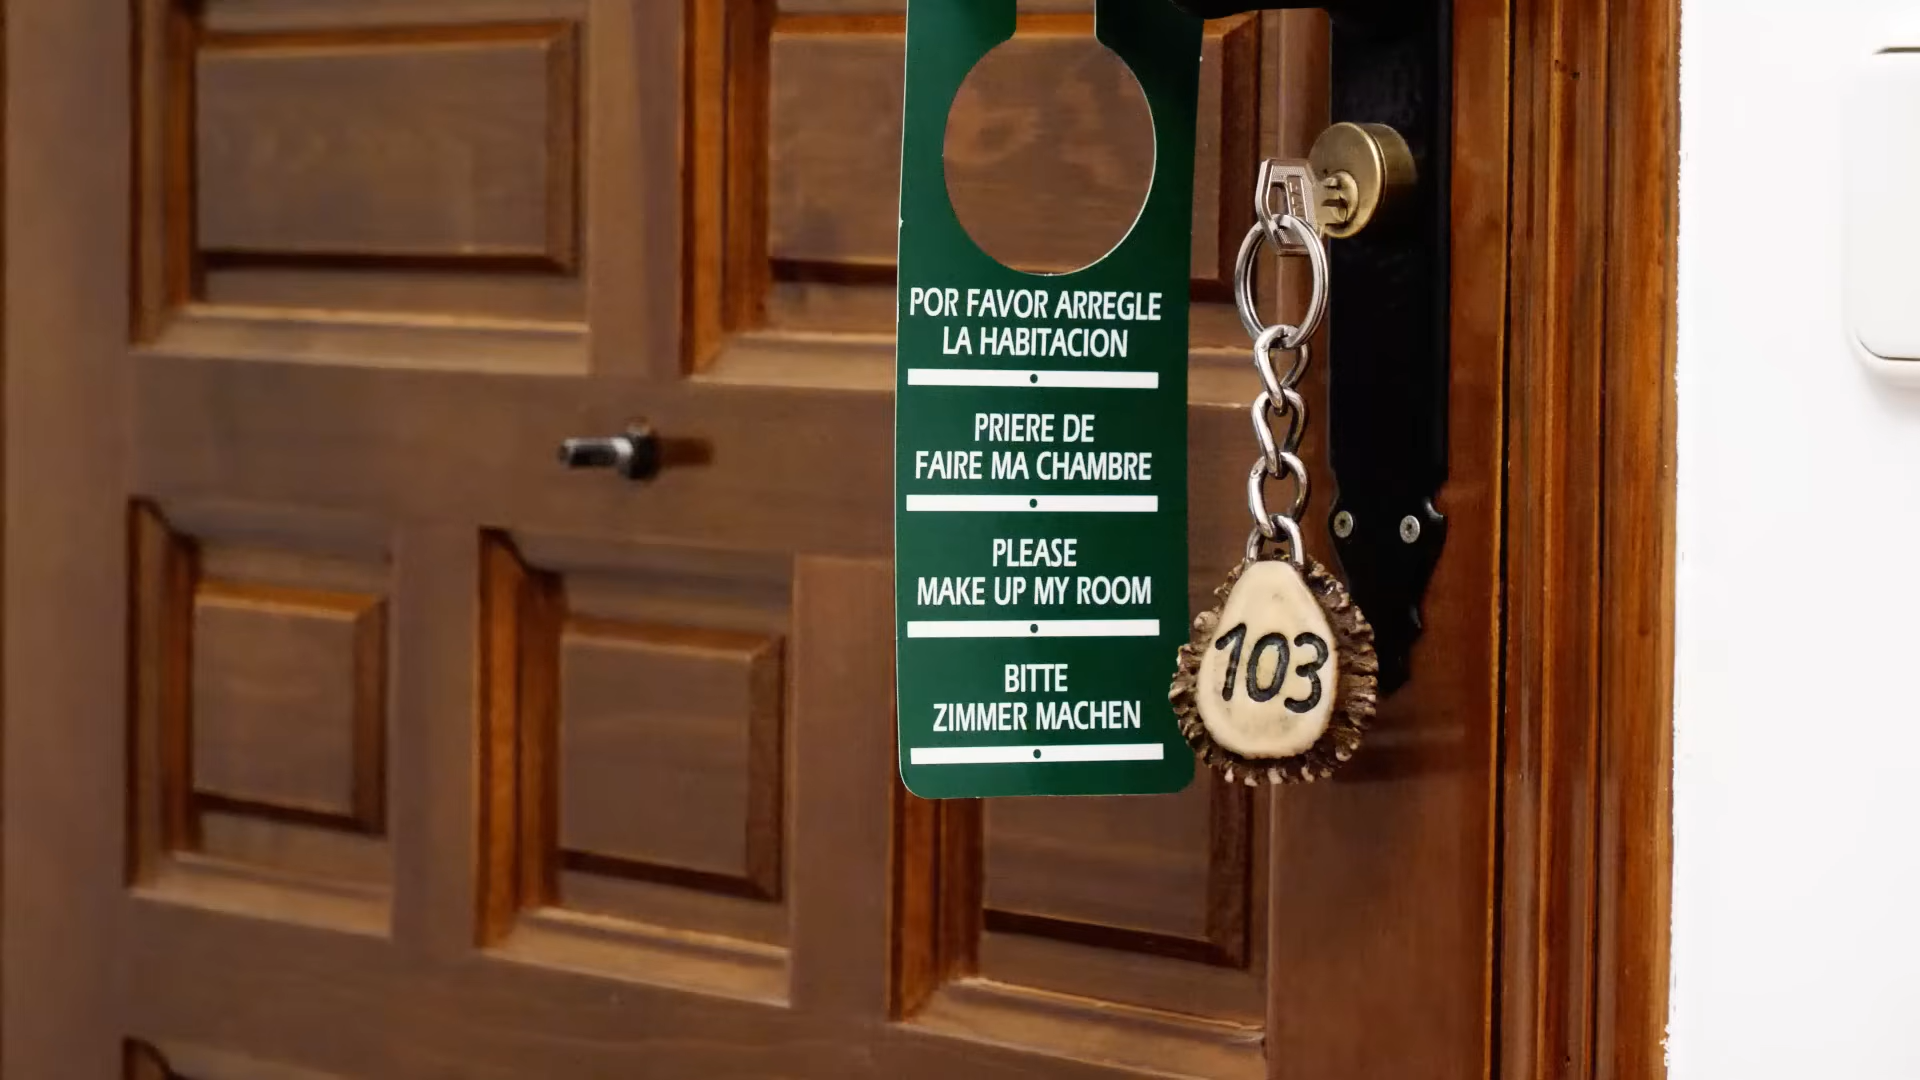 POR FAVOR ARREGLE
LA HABITACION
PRIERE DE
FAIRE MA CHAMBRE
PLEASE
MAKE UP MY ROOM
BITTE
ZIMMER MACHEN
103